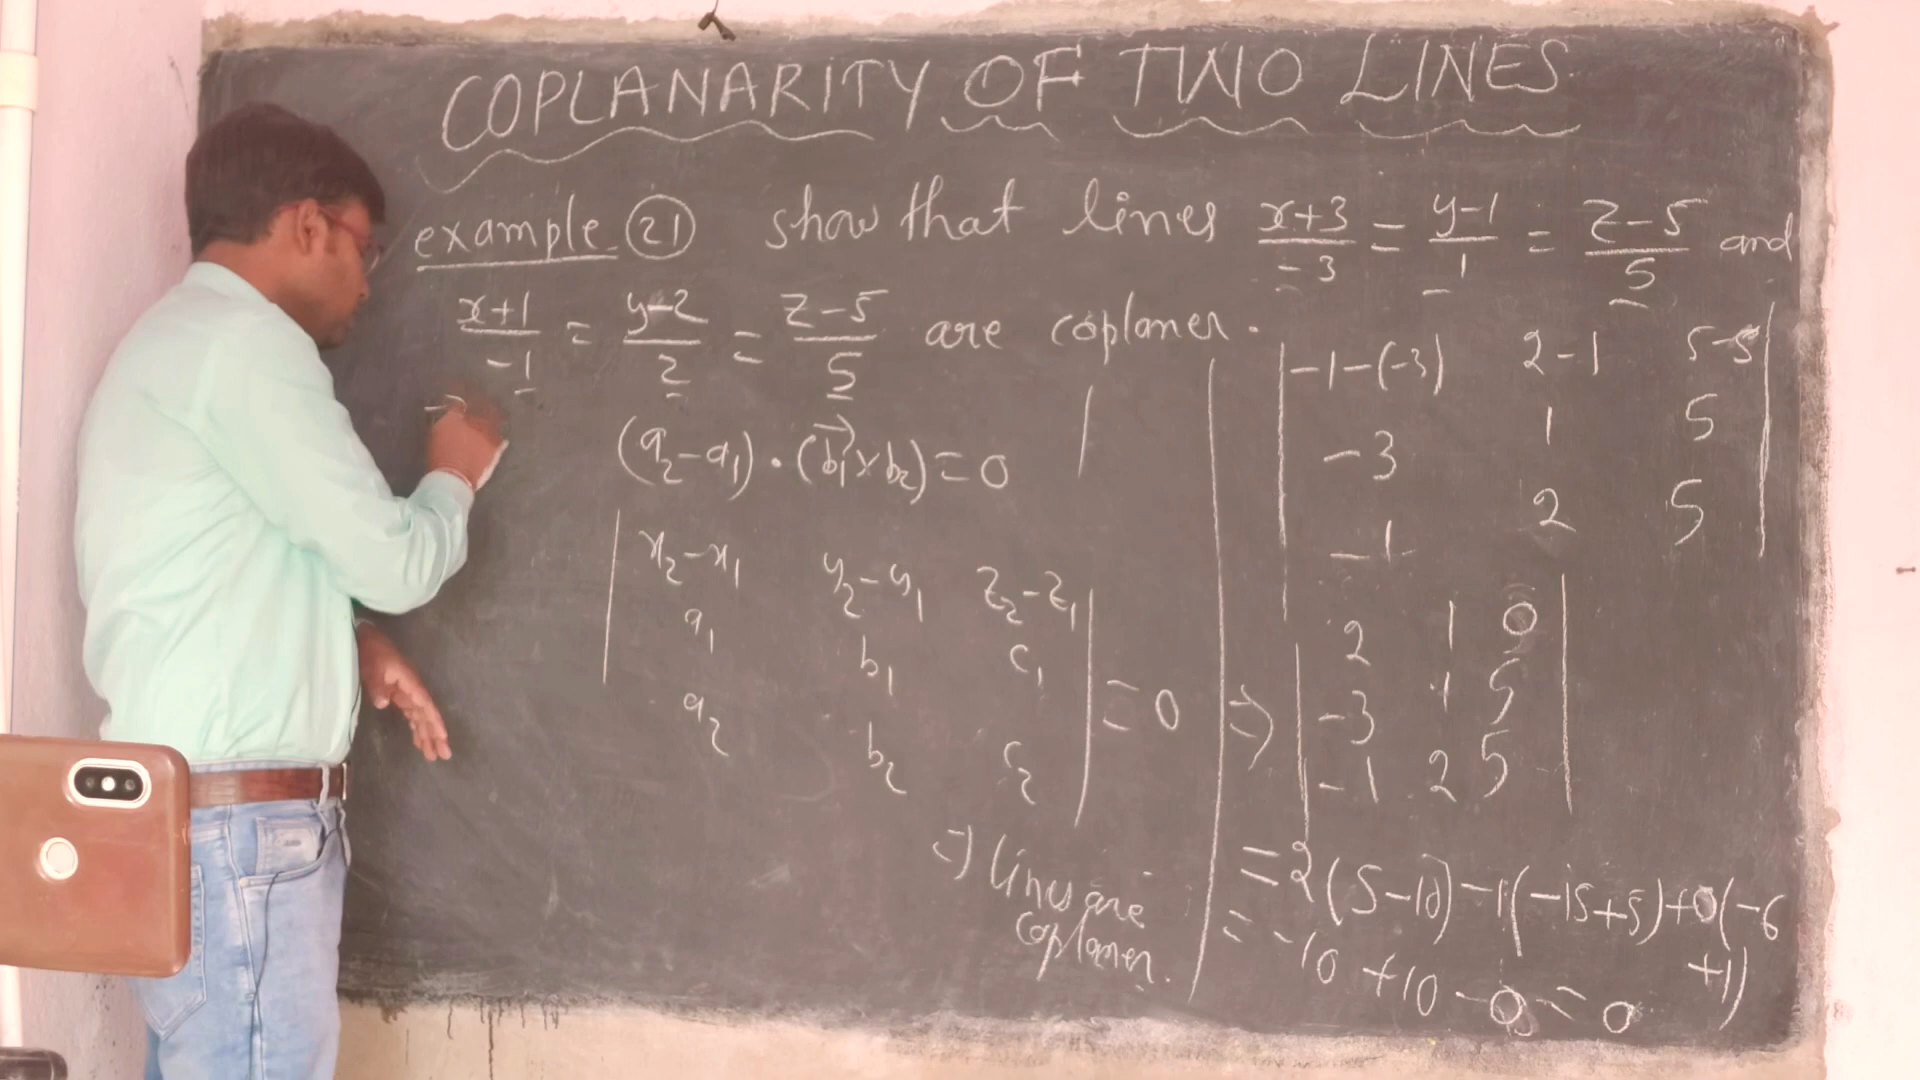 COPLANARITY OF TWO LINES
example (21) show that lines x+3/-3 = y-1/1 = z-5/5 and
x+1/-1 = y-2/2 = z-5/5 are coplaner.
(a₂-a₁)·(b⃗₁×b₂)=0
| x₂-x₁ y₂-y₁ z₂-z₁ |
| a₁ b₁ c₁ | = 0
| a₂ b₂ c₂ |
=) lines are
coplaner.
| -1-(-3) 2-1 5-5 |
| -3 1 5 |
| -1 2 5 |
=) | 2 1 0 |
| -3 1 5 |
| -1 2 5 |
= 2(5-10)-1(-15+5)+0(-6
+1)
= -10+10-0=0